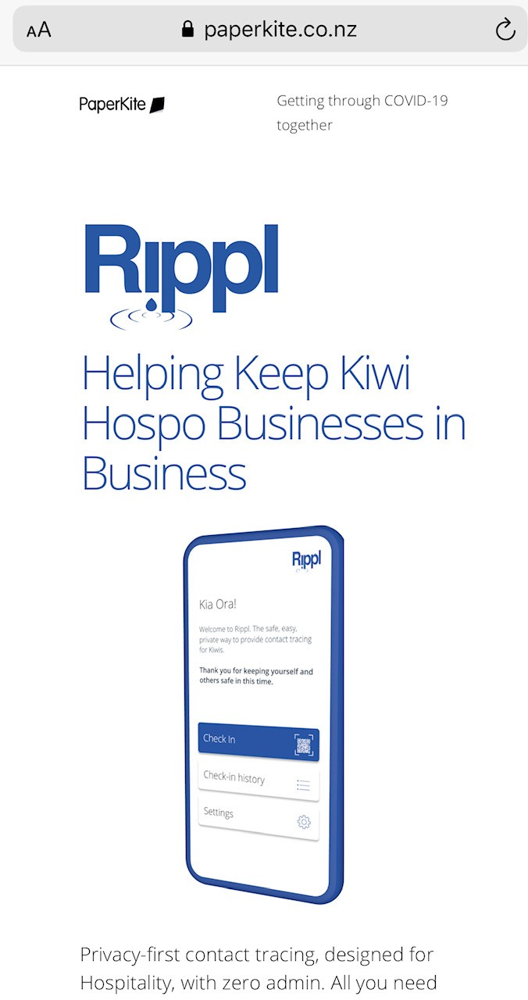 AA
paperkite.co.nz
PaperKite
Getting through COVID-19
together
Rippl
Helping Keep Kiwi
Hospo Businesses in
Business
Rippl
Kia Ora!
Welcome to Rippl. The safe, easy,
private way to provide contact tracing
for Kiwis.
Thank you for keeping yourself and
others safe in this time.
Check In
Check-in history
Settings
Privacy-first contact tracing, designed for
Hospitality, with zero admin. All you need